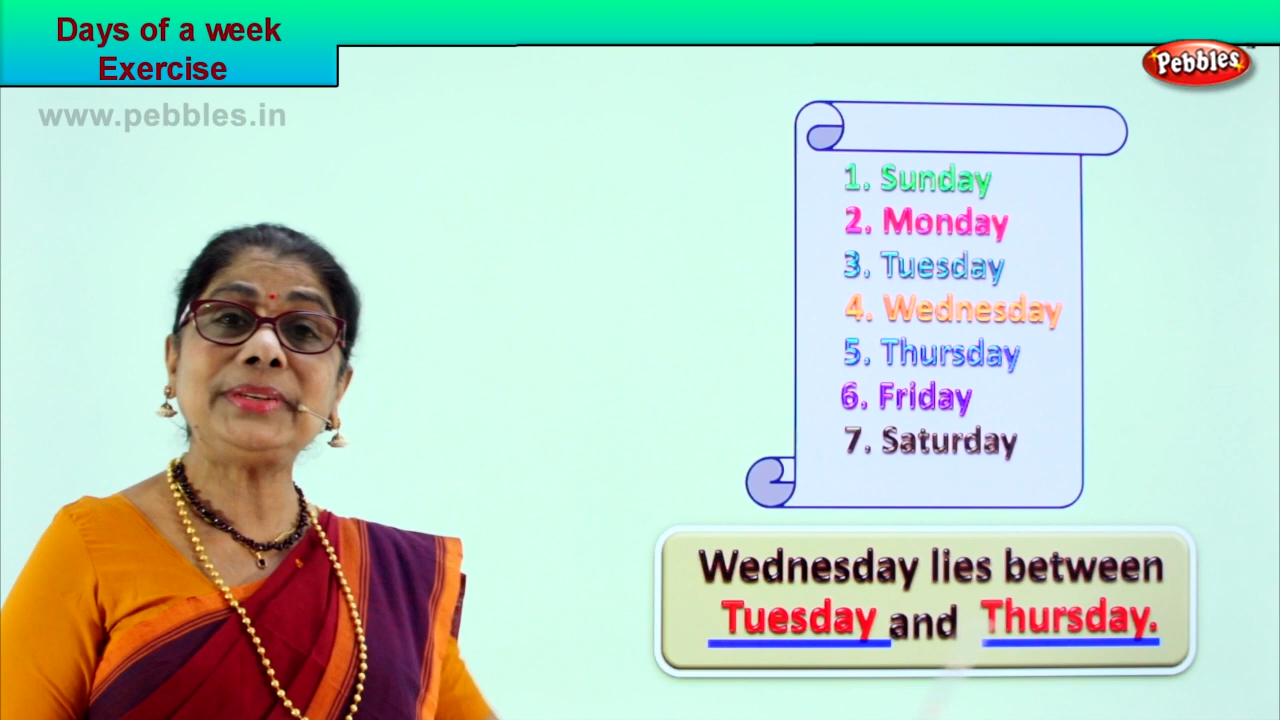 Days of a week
Exercise
Pebbles
www.pebbles.in
1. Sunday
2. Monday
3. Tuesday
4. Wednesday
5. Thursday
6. Friday
7. Saturday
Wednesday lies between
Tuesday and Thursday.